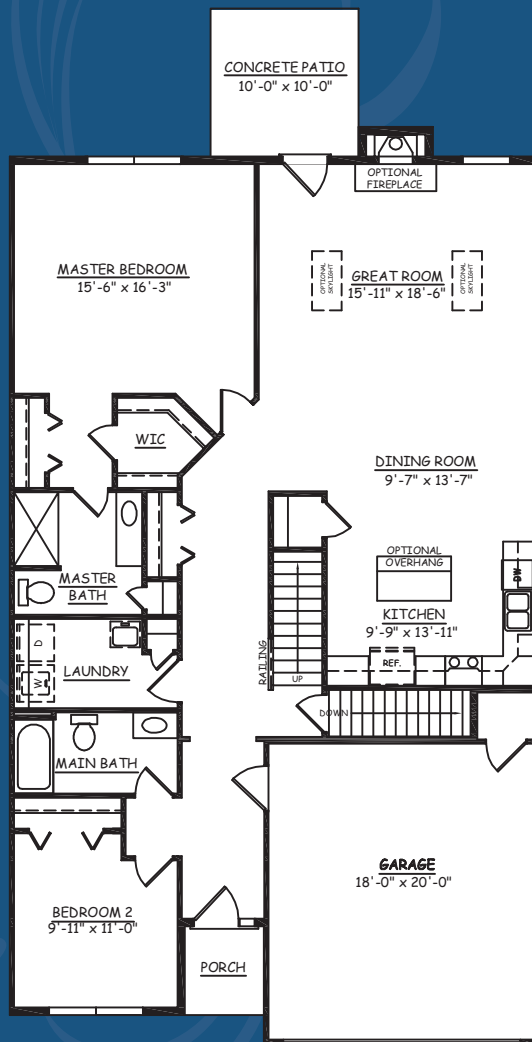 CONCRETE PATIO
10'-0" x 10'-0"
OPTIONAL
FIREPLACE
MASTER BEDROOM
15'-6" x 16'-3"
OPTIONAL
SKYLIGHT
GREAT ROOM
15'-11" x 18'-6"
OPTIONAL
SKYLIGHT
WIC
DINING ROOM
9'-7" x 13'-7"
OPTIONAL
OVERHANG
DW
MASTER
BATH
KITCHEN
9'-9" x 13'-11"
D
W
LAUNDRY
RAILING
UP
REF.
DOWN
MAIN BATH
GARAGE
18'-0" x 20'-0"
BEDROOM 2
9'-11" x 11'-0"
PORCH